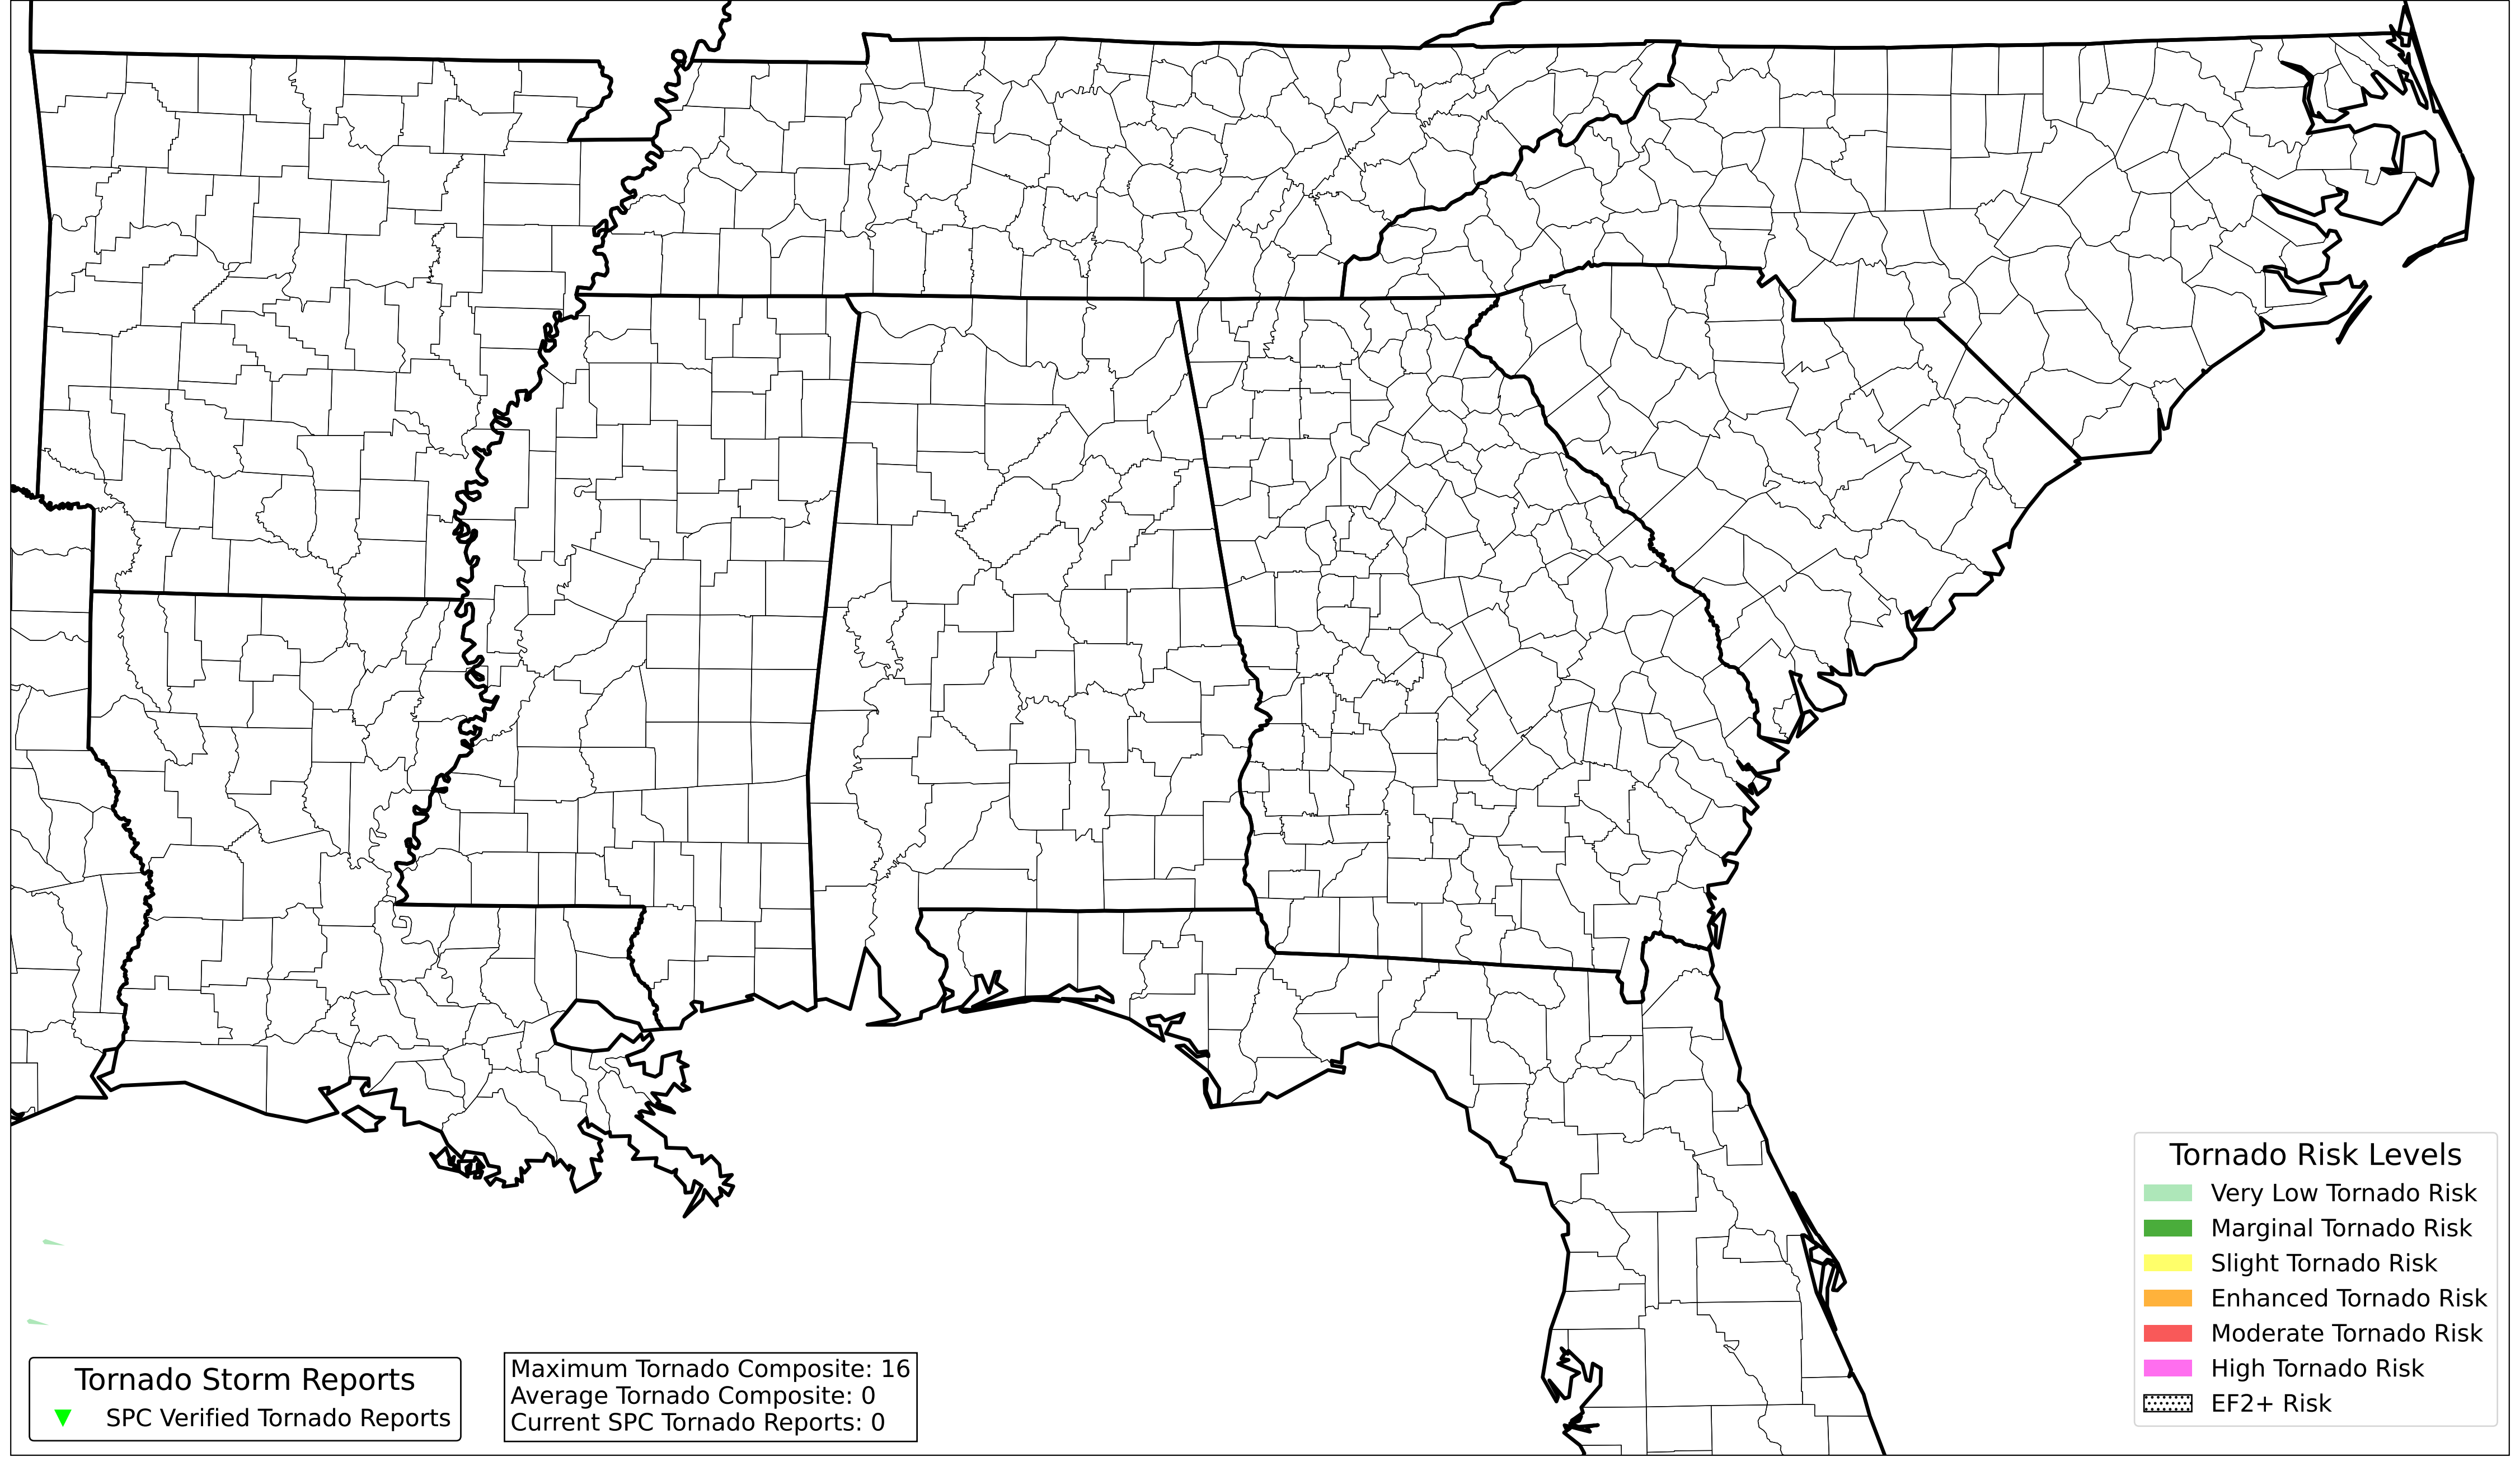 Tornado Risk Levels
Very Low Tornado Risk
Marginal Tornado Risk
Slight Tornado Risk
Enhanced Tornado Risk
Moderate Tornado Risk
High Tornado Risk
EF2+ Risk
Tornado Storm Reports
SPC Verified Tornado Reports
Maximum Tornado Composite: 16
Average Tornado Composite: 0
Current SPC Tornado Reports: 0